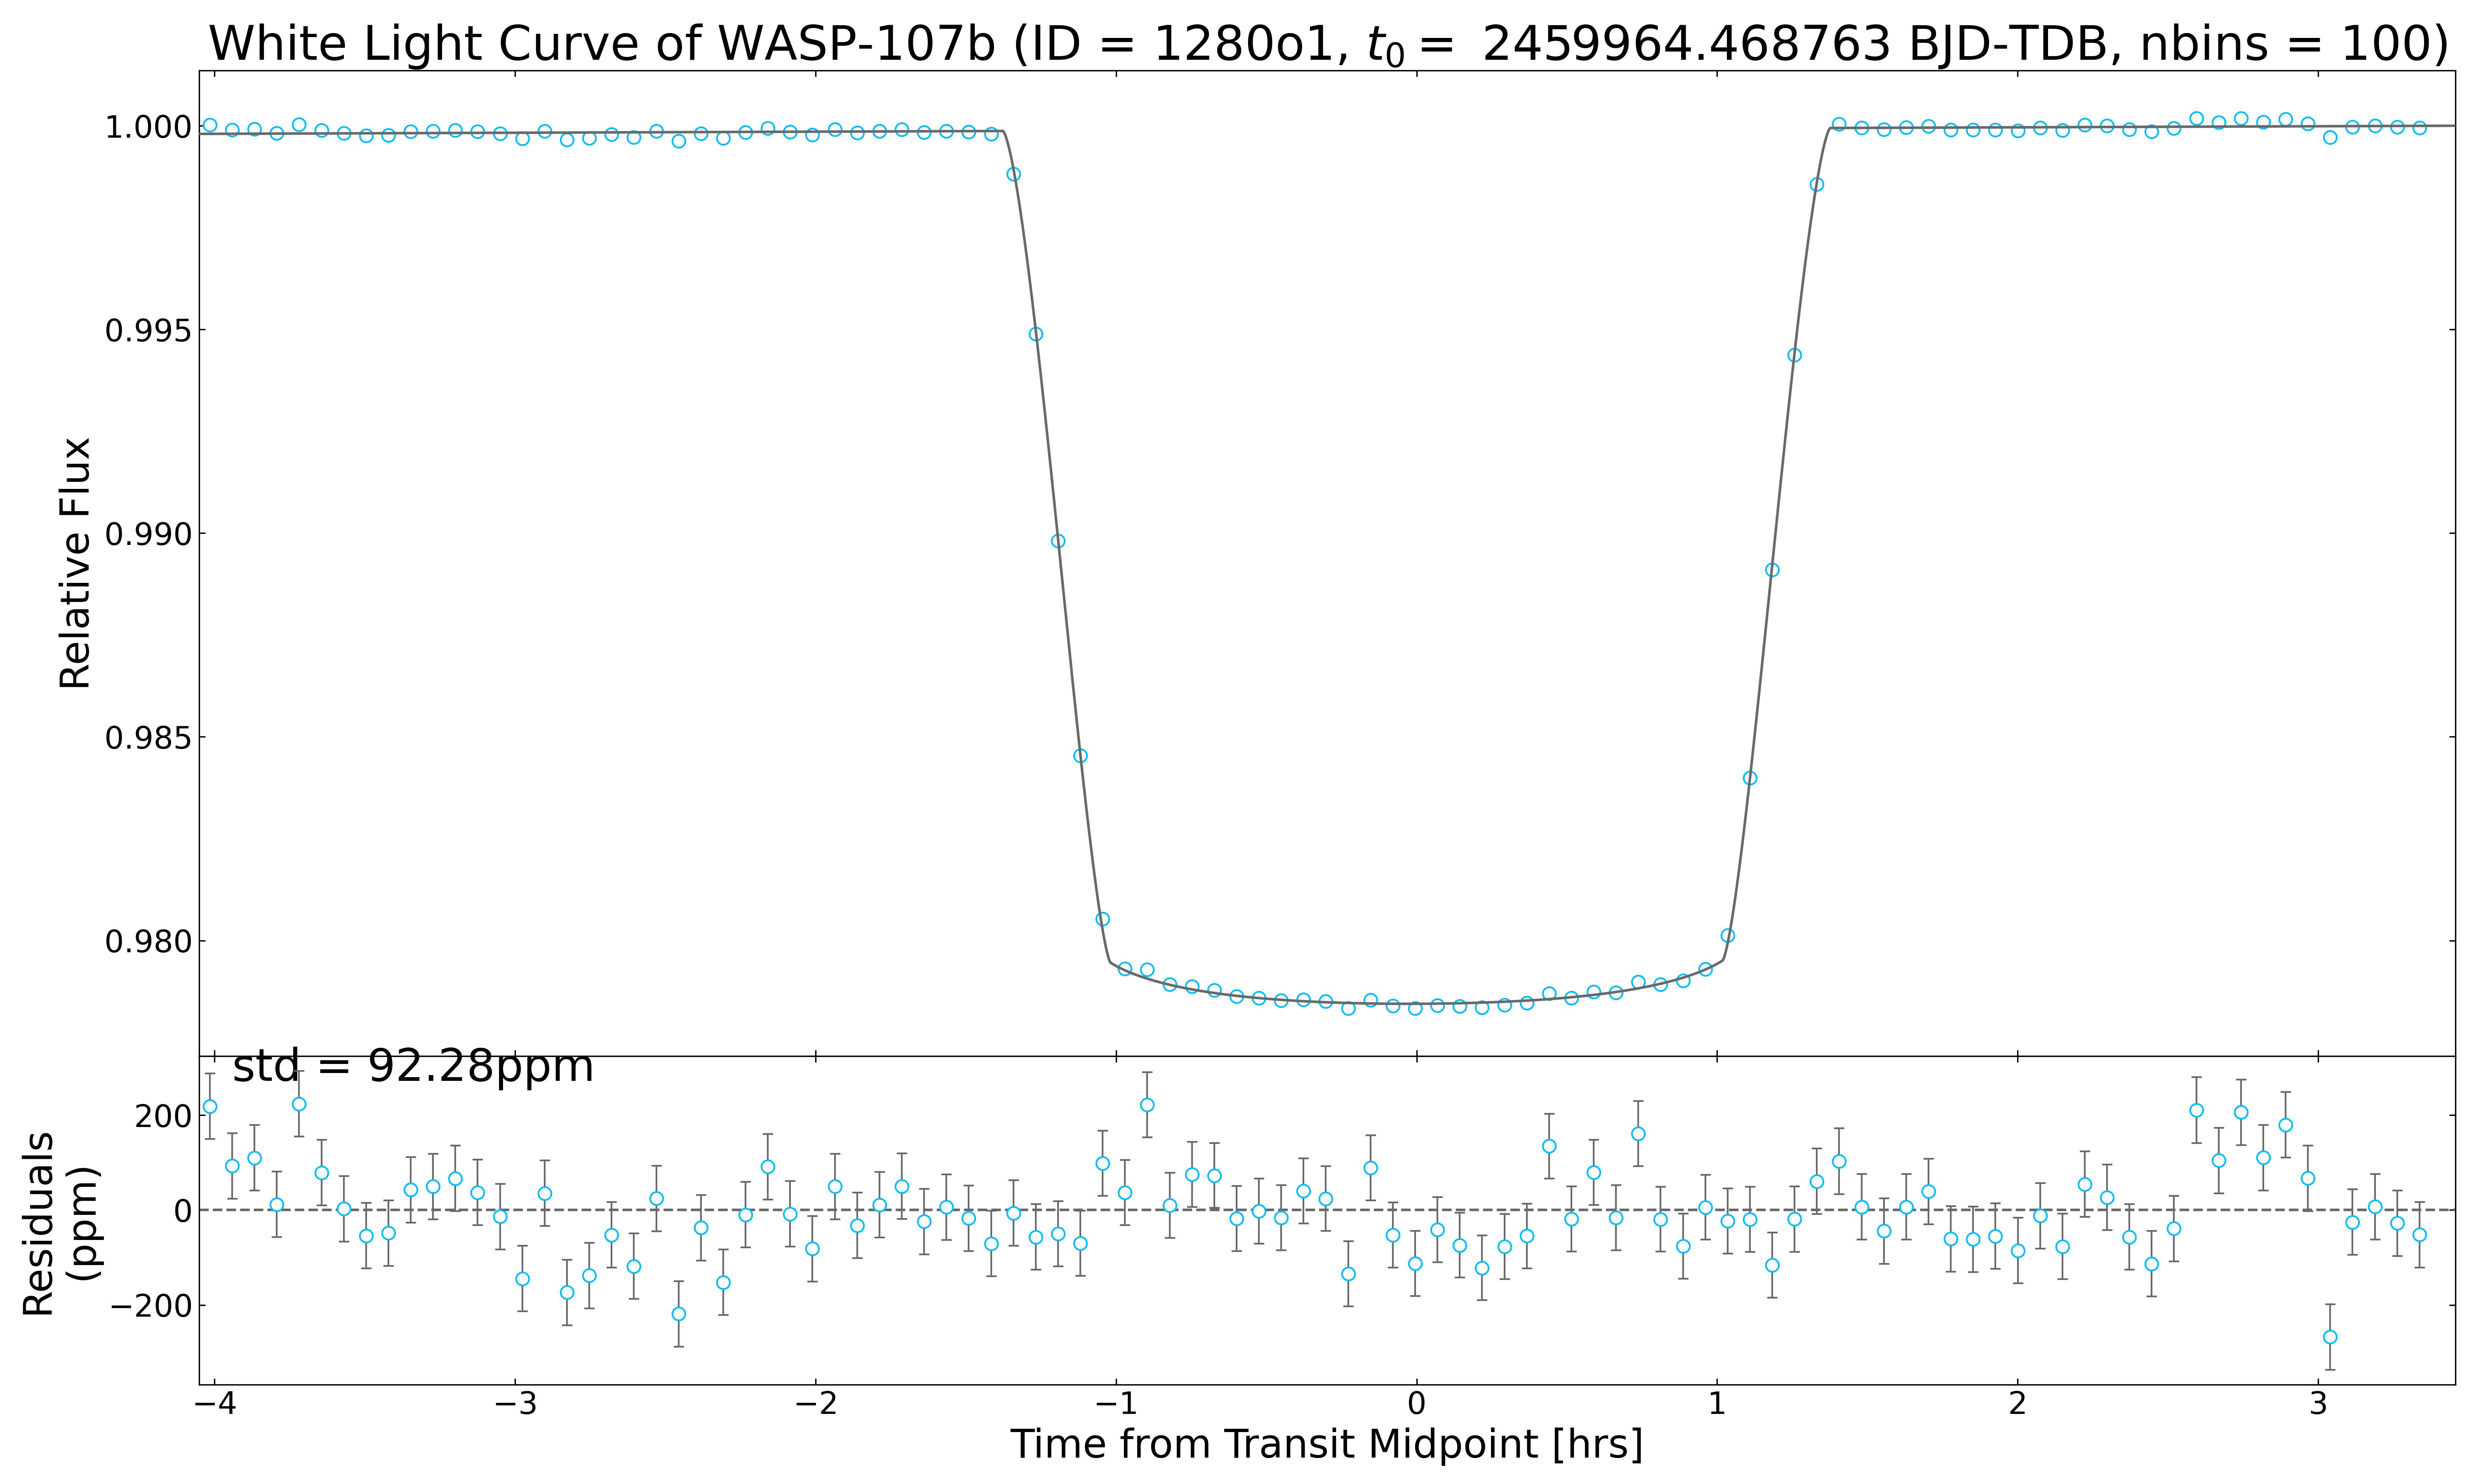 White Light Curve of WASP-107b (ID = 1280o1, t₀ = 2459964.468763 BJD-TDB, nbins = 100)
1.000
0.995
0.990
0.985
0.980
Relative Flux
std = 92.28ppm
200
0
−200
Residuals
(ppm)
−4 −3 −2 −1 0 1 2 3
Time from Transit Midpoint [hrs]